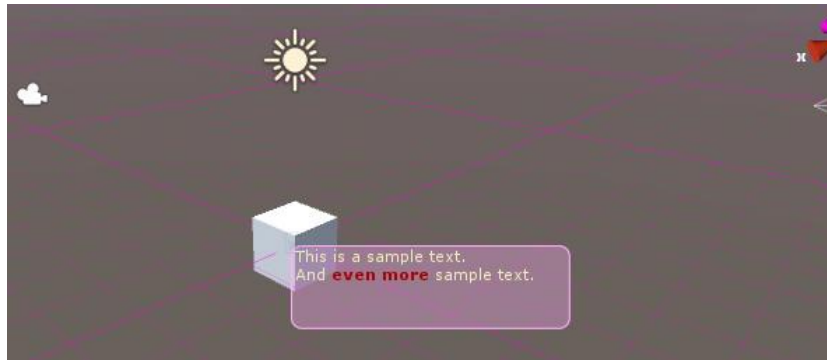 x
This is a sample text.
And even more sample text.